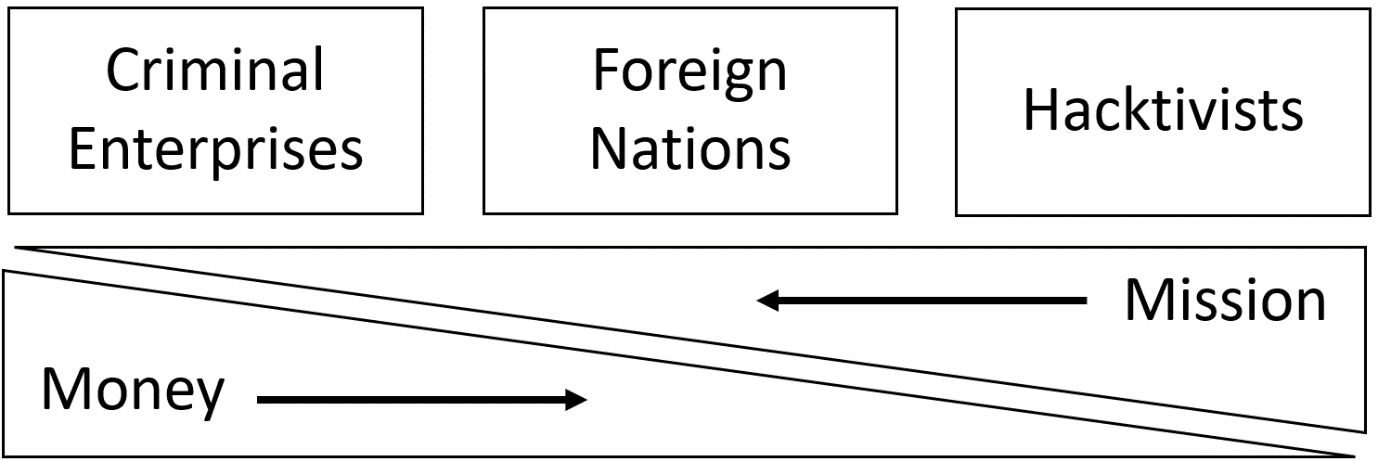 Criminal
Enterprises
Foreign
Nations
Hacktivists
Mission
Money